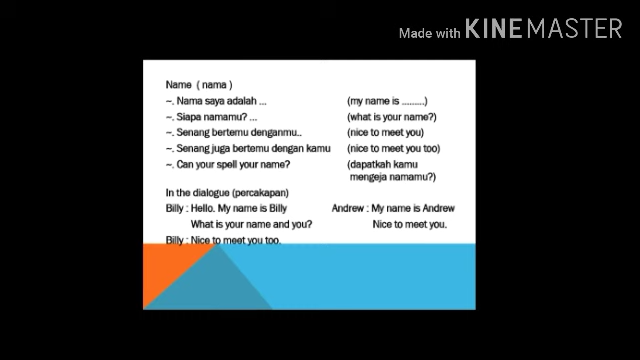 Made with KINEMASTER
Name ( nama )
~. Nama saya adalah ... (my name is .........)
~. Siapa namamu? ... (what is your name?)
~. Senang bertemu denganmu.. (nice to meet you)
~. Senang juga bertemu dengan kamu (nice to meet you too)
~. Can your spell your name? (dapatkah kamu
mengeja namamu?)
In the dialogue (percakapan)
Billy : Hello. My name is Billy Andrew : My name is Andrew
What is your name and you? Nice to meet you.
Billy : Nice to meet you too.